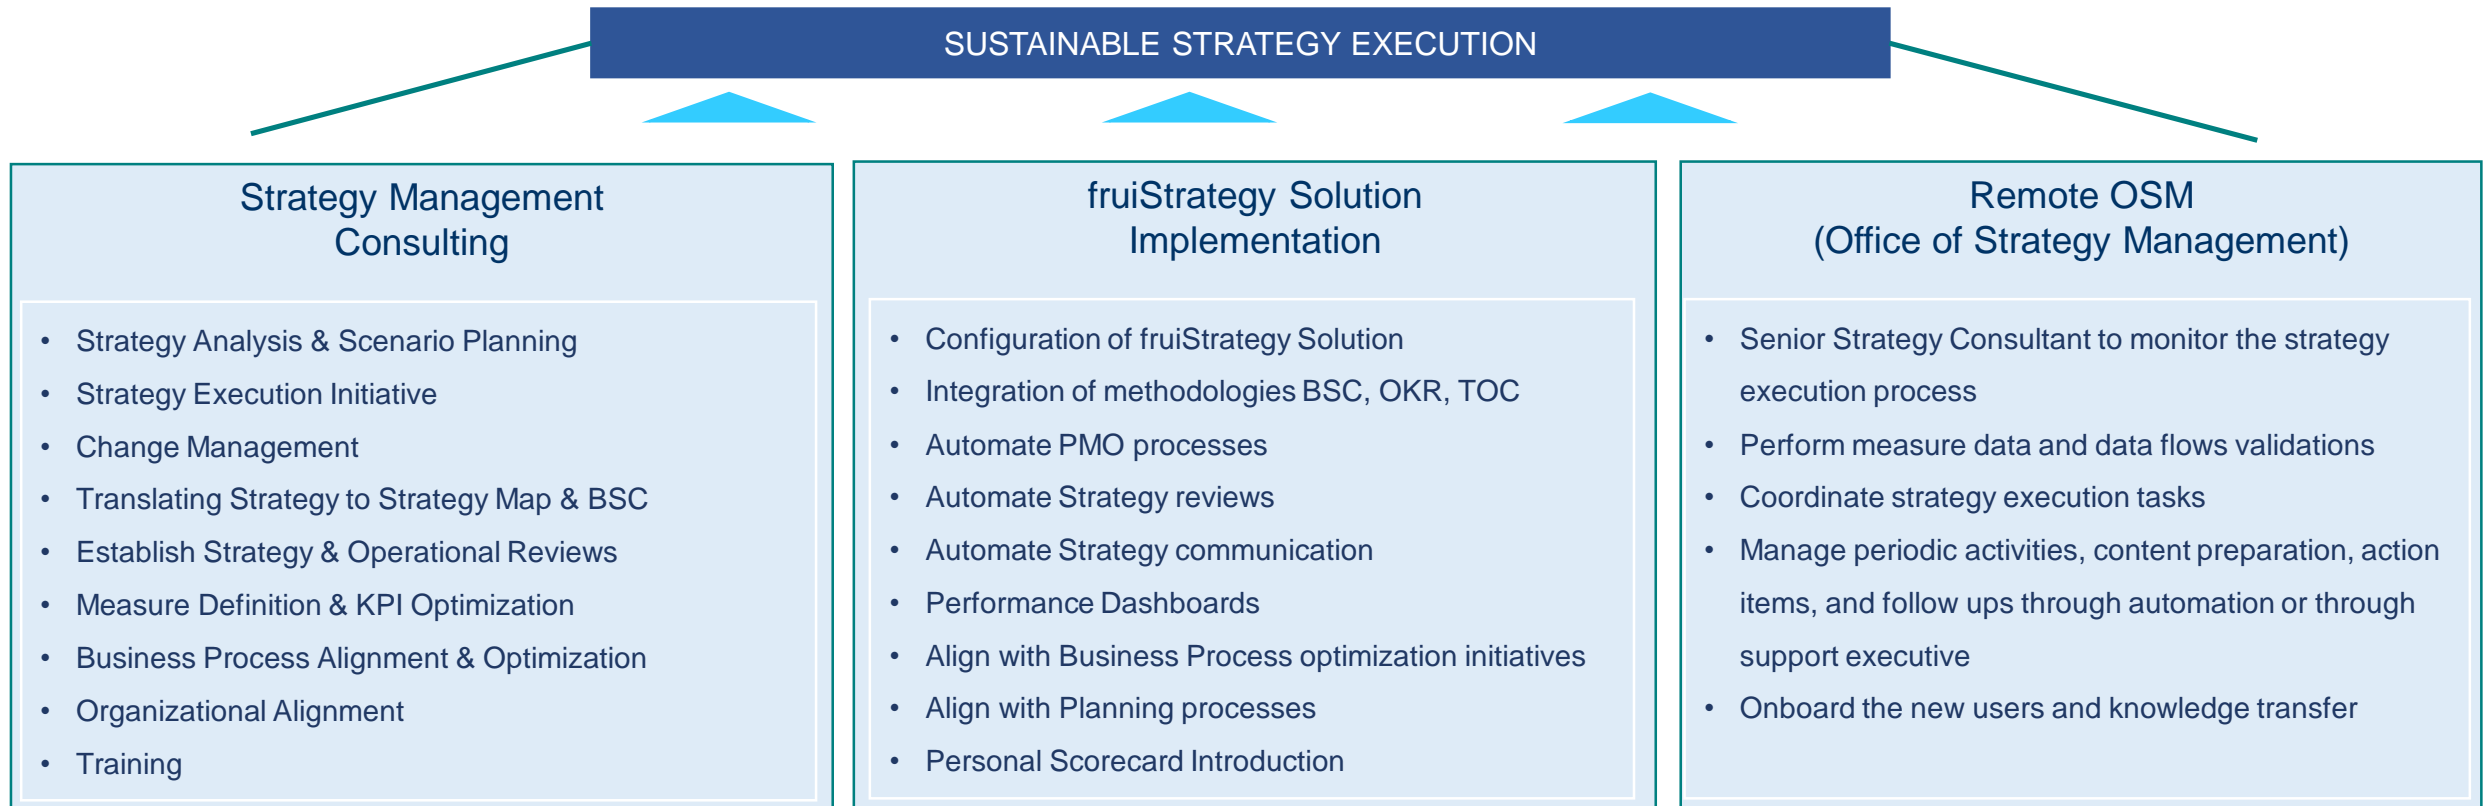 SUSTAINABLE STRATEGY EXECUTION
Strategy Management
Consulting
• Strategy Analysis & Scenario Planning
• Strategy Execution Initiative
• Change Management
• Translating Strategy to Strategy Map & BSC
• Establish Strategy & Operational Reviews
• Measure Definition & KPI Optimization
• Business Process Alignment & Optimization
• Organizational Alignment
• Training
fruiStrategy Solution
Implementation
• Configuration of fruiStrategy Solution
• Integration of methodologies BSC, OKR, TOC
• Automate PMO processes
• Automate Strategy reviews
• Automate Strategy communication
• Performance Dashboards
• Align with Business Process optimization initiatives
• Align with Planning processes
• Personal Scorecard Introduction
Remote OSM
(Office of Strategy Management)
• Senior Strategy Consultant to monitor the strategy
execution process
• Perform measure data and data flows validations
• Coordinate strategy execution tasks
• Manage periodic activities, content preparation, action
items, and follow ups through automation or through
support executive
• Onboard the new users and knowledge transfer